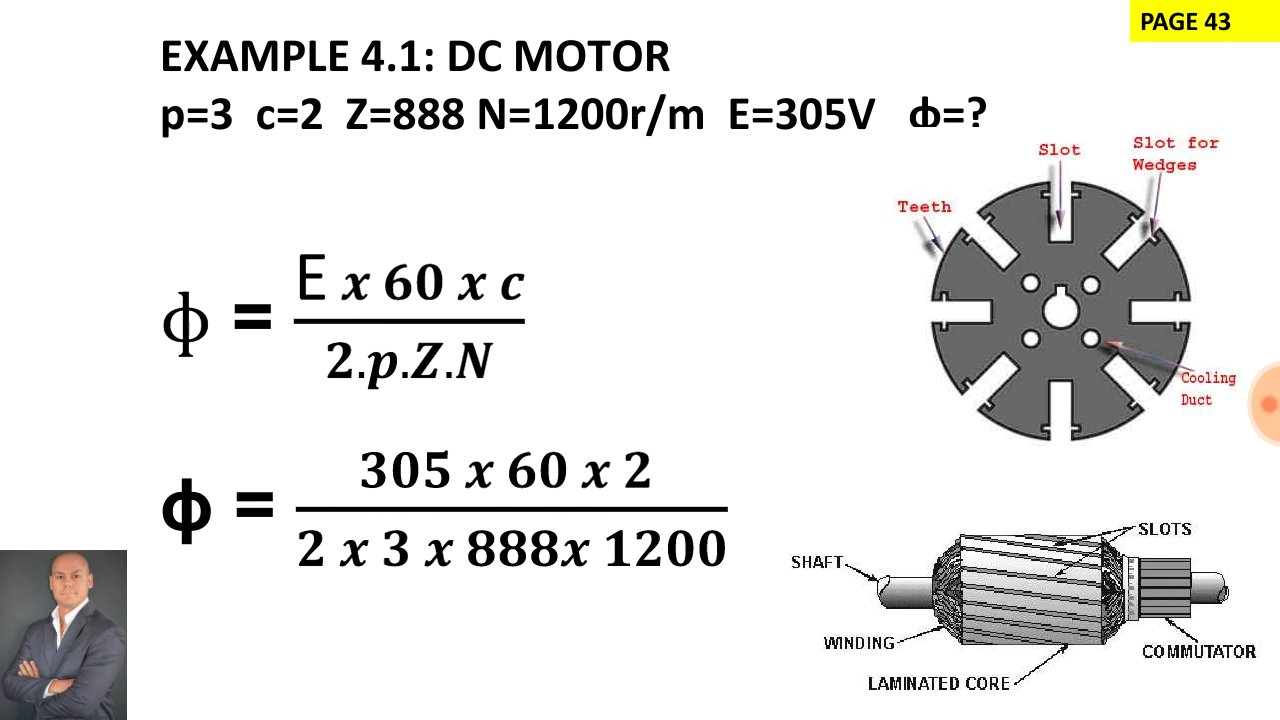 PAGE 43
EXAMPLE 4.1: DC MOTOR
p=3 c=2 Z=888 N=1200r/m E=305V ф=?
ф = E x 60 x c
2.p.Z.N
ф = 305 x 60 x 2
2 x 3 x 888x 1200
Slot
Slot for
Wedges
Teeth
Cooling
Duct
SLOTS
SHAFT
WINDING
COMMUTATOR
LAMINATED CORE